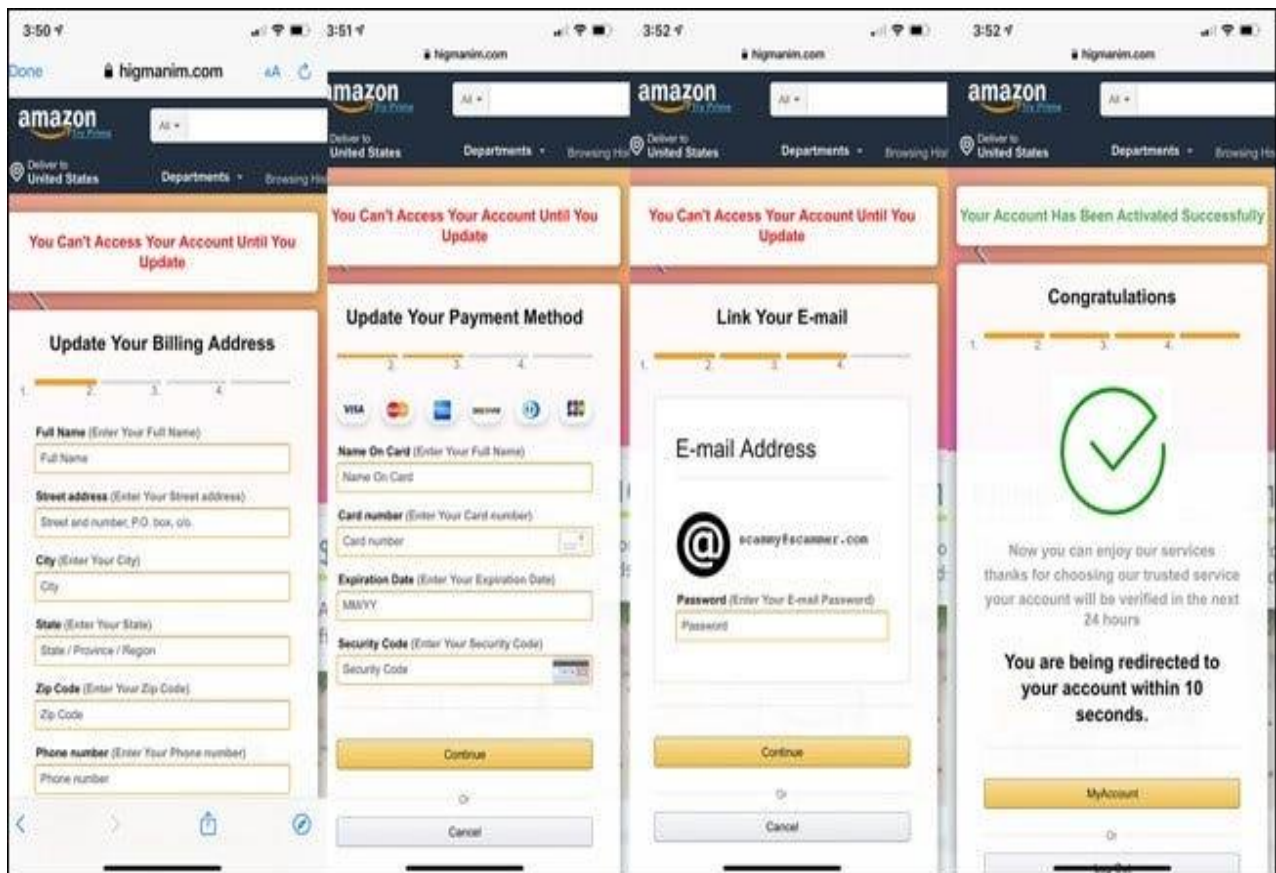 3:50
Done
higmanim.com
AA
amazon
Try Prime
All
Deliver to
United States
Departments
Browsing His
You Can't Access Your Account Until You
Update
Update Your Billing Address
1. 2. 3. 4.
Full Name (Enter Your Full Name)
Full Name
Street address (Enter Your Street address)
Street and number, P.O. box, c/o.
City (Enter Your City)
City
State (Enter Your State)
State / Province / Region
Zip Code (Enter Your Zip Code)
Zip Code
Phone number (Enter Your Phone number)
Phone number
3:51
higmanim.com
amazon
Try Prime
All
Deliver to
United States
Departments
Browsing His
You Can't Access Your Account Until You
Update
Update Your Payment Method
2. 3. 4.
VISA
DISCOVER
JCB
Name On Card (Enter Your Full Name)
Name On Card
Card number (Enter Your Card number)
Card number
Expiration Date (Enter Your Expiration Date)
MM/YY
Security Code (Enter Your Security Code)
Security Code
Continue
Or
Cancel
3:52
higmanim.com
amazon
Try Prime
All
Deliver to
United States
Departments
Browsing His
You Can't Access Your Account Until You
Update
Link Your E-mail
1. 2. 3. 4.
E-mail Address
@
scammy@scammer.com
Password (Enter Your E-mail Password)
Password
Continue
Or
Cancel
3:52
higmanim.com
amazon
Try Prime
All
Deliver to
United States
Departments
Browsing His
Your Account Has Been Activated Successfully
Congratulations
1. 2. 3. 4.
Now you can enjoy our services
thanks for choosing our trusted service
your account will be verified in the next
24 hours
You are being redirected to
your account within 10
seconds.
MyAccount
Or